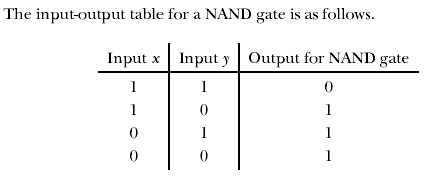 The input-output table for a NAND gate is as follows.
Input x Input y Output for NAND gate
1 1 0
1 0 1
0 1 1
0 0 1